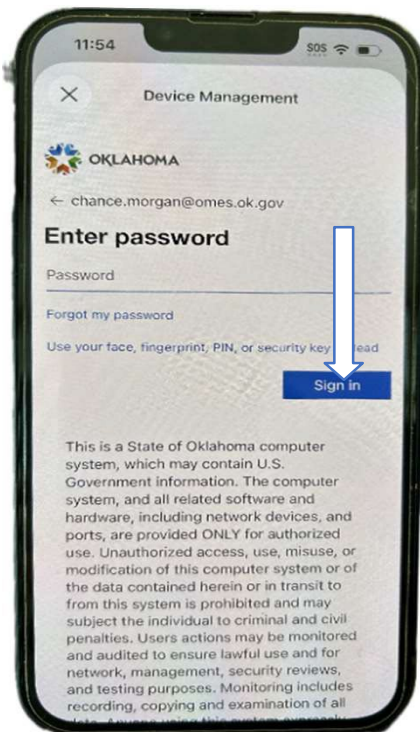 11:54
SOS
Device Management
OKLAHOMA
← chance.morgan@omes.ok.gov
Enter password
Password
Forgot my password
Use your face, fingerprint, PIN, or security key
Sign in
This is a State of Oklahoma computer
system, which may contain U.S.
Government information. The computer
system, and all related software and
hardware, including network devices, and
ports, are provided ONLY for authorized
use. Unauthorized access, use, misuse, or
modification of this computer system or of
the data contained herein or in transit to
from this system is prohibited and may
subject the individual to criminal and civil
penalties. Users actions may be monitored
and audited to ensure lawful use and for
network, management, security reviews,
and testing purposes. Monitoring includes
recording, copying and examination of all